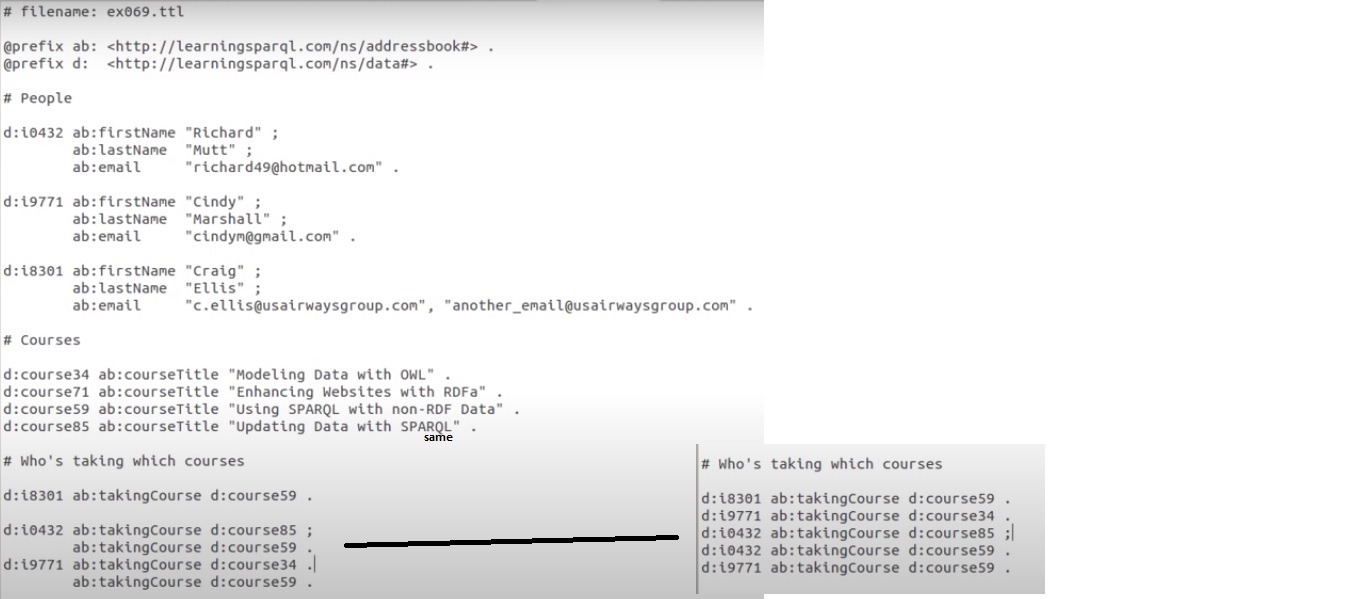 # filename: ex069.ttl
@prefix ab: <http://learningsparql.com/ns/addressbook#> .
@prefix d:  <http://learningsparql.com/ns/data#> .
# People
d:i0432 ab:firstName "Richard" ;
        ab:lastName  "Mutt" ;
        ab:email     "richard49@hotmail.com" .
d:i9771 ab:firstName "Cindy" ;
        ab:lastName  "Marshall" ;
        ab:email     "cindym@gmail.com" .
d:i8301 ab:firstName "Craig" ;
        ab:lastName  "Ellis" ;
        ab:email     "c.ellis@usairwaysgroup.com", "another_email@usairwaysgroup.com" .
# Courses
d:course34 ab:courseTitle "Modeling Data with OWL" .
d:course71 ab:courseTitle "Enhancing Websites with RDFa" .
d:course59 ab:courseTitle "Using SPARQL with non-RDF Data" .
d:course85 ab:courseTitle "Updating Data with SPARQL" .
same
# Who's taking which courses
d:i8301 ab:takingCourse d:course59 .
d:i0432 ab:takingCourse d:course85 ;
        ab:takingCourse d:course59 .
d:i9771 ab:takingCourse d:course34 .
        ab:takingCourse d:course59 .
# Who's taking which courses
d:i8301 ab:takingCourse d:course59 .
d:i9771 ab:takingCourse d:course34 .
d:i0432 ab:takingCourse d:course85 ;
d:i0432 ab:takingCourse d:course59 .
d:i9771 ab:takingCourse d:course59 .